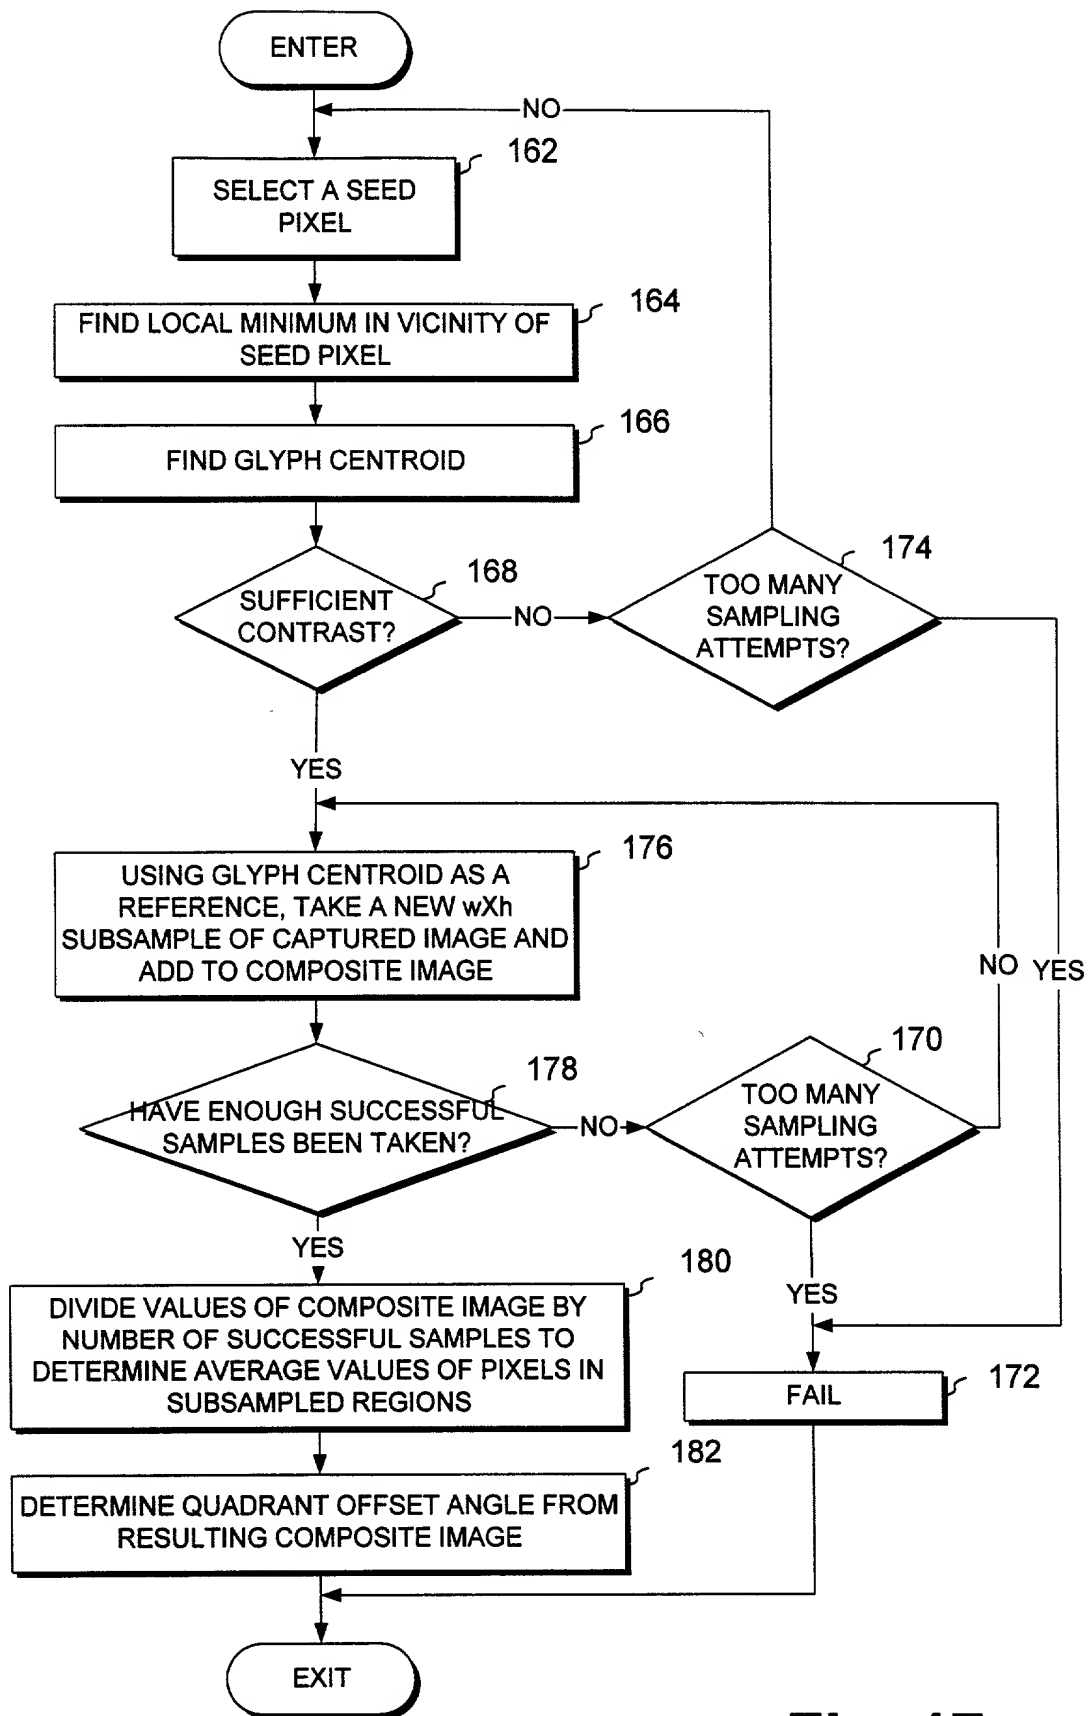 ENTER
NO
162
SELECT A SEED
PIXEL
164
FIND LOCAL MINIMUM IN VICINITY OF
SEED PIXEL
166
FIND GLYPH CENTROID
168
SUFFICIENT
CONTRAST?
NO
174
TOO MANY
SAMPLING
ATTEMPTS?
YES
176
USING GLYPH CENTROID AS A
REFERENCE, TAKE A NEW wXh
SUBSAMPLE OF CAPTURED IMAGE AND
ADD TO COMPOSITE IMAGE
NO
YES
178
HAVE ENOUGH SUCCESSFUL
SAMPLES BEEN TAKEN?
NO
170
TOO MANY
SAMPLING
ATTEMPTS?
YES
YES
180
DIVIDE VALUES OF COMPOSITE IMAGE BY
NUMBER OF SUCCESSFUL SAMPLES TO
DETERMINE AVERAGE VALUES OF PIXELS IN
SUBSAMPLED REGIONS
172
FAIL
182
DETERMINE QUADRANT OFFSET ANGLE FROM
RESULTING COMPOSITE IMAGE
EXIT